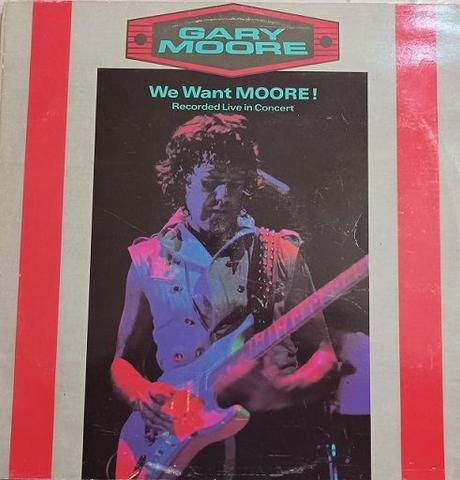 GARY
MOORE
We Want MOORE!
Recorded Live in Concert